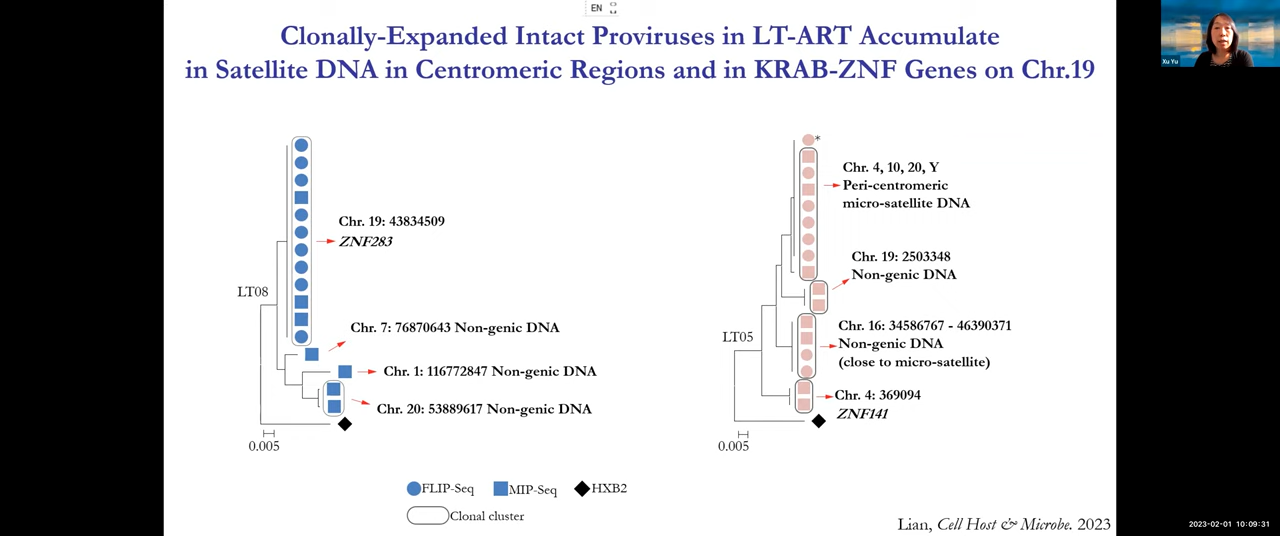 EN
Clonally-Expanded Intact Proviruses in LT-ART Accumulate
in Satellite DNA in Centromeric Regions and in KRAB-ZNF Genes on Chr.19
Xu Yu
LT08
Chr. 19: 43834509
ZNF283
Chr. 7: 76870643 Non-genic DNA
Chr. 1: 116772847 Non-genic DNA
Chr. 20: 53889617 Non-genic DNA
0.005
*
Chr. 4, 10, 20, Y
Peri-centromeric
micro-satellite DNA
Chr. 19: 2503348
Non-genic DNA
LT05
Chr. 16: 34586767 - 46390371
Non-genic DNA
(close to micro-satellite)
Chr. 4: 369094
ZNF141
0.005
FLIP-Seq MIP-Seq HXB2
Clonal cluster
Lian, Cell Host & Microbe. 2023
2023-02-01 10:09:31